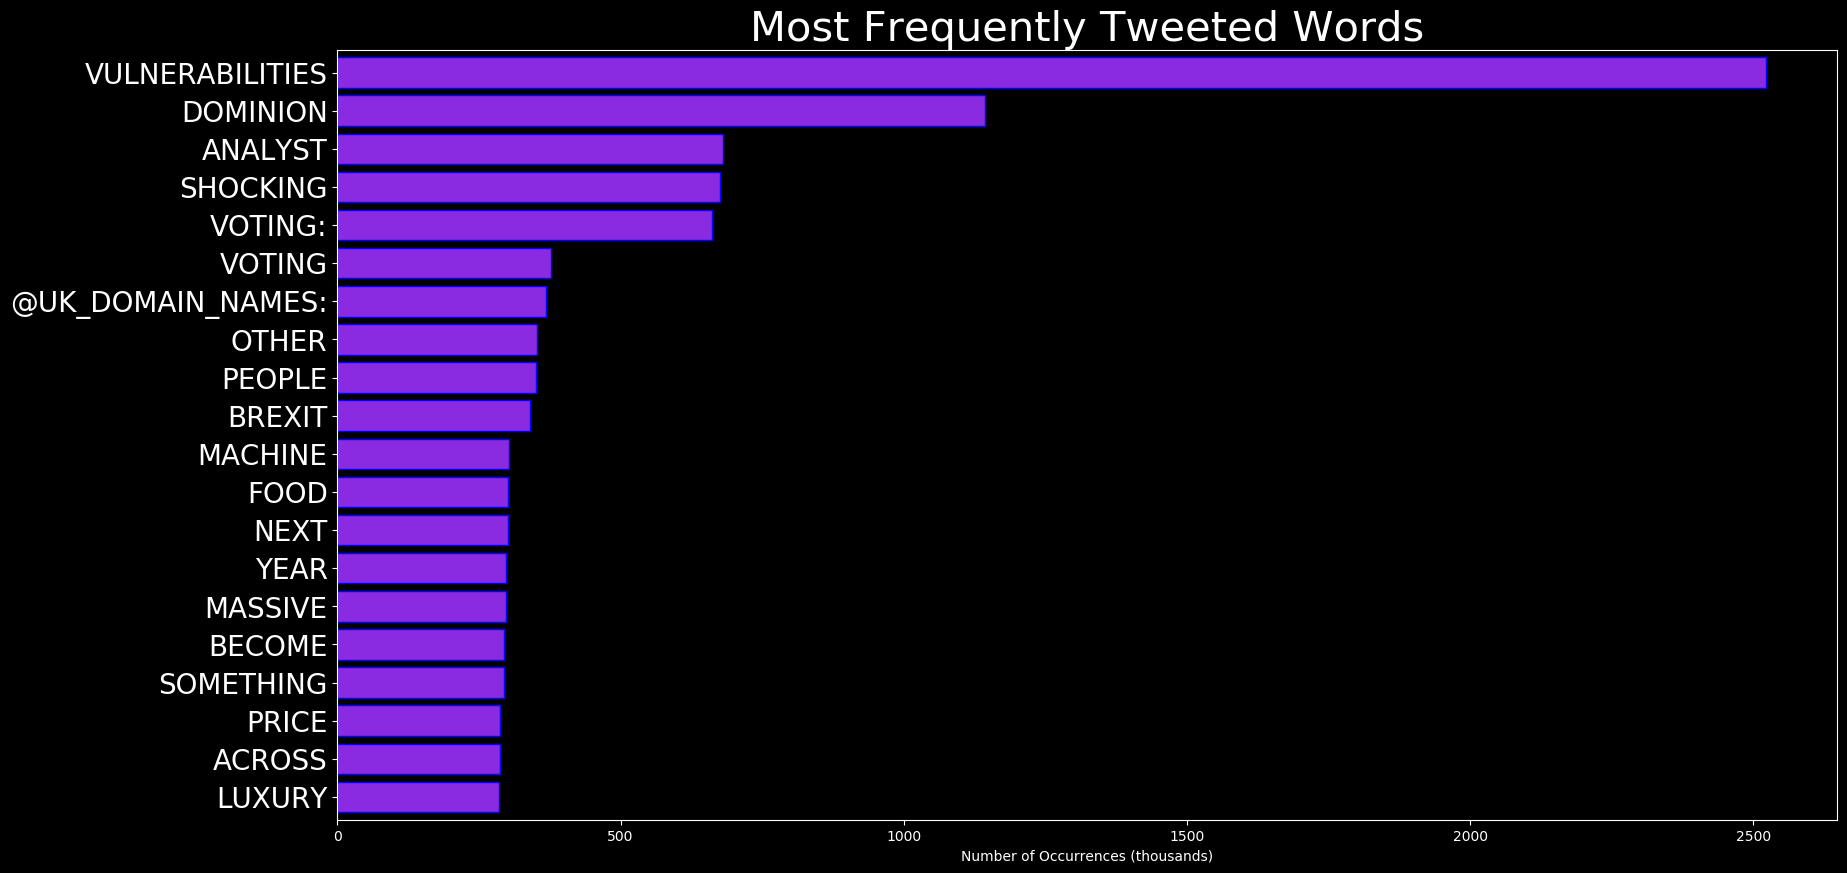 Most Frequently Tweeted Words
VULNERABILITIES
DOMINION
ANALYST
SHOCKING
VOTING:
VOTING
@UK_DOMAIN_NAMES:
OTHER
PEOPLE
BREXIT
MACHINE
FOOD
NEXT
YEAR
MASSIVE
BECOME
SOMETHING
PRICE
ACROSS
LUXURY
0 500 1000 1500 2000 2500
Number of Occurrences (thousands)